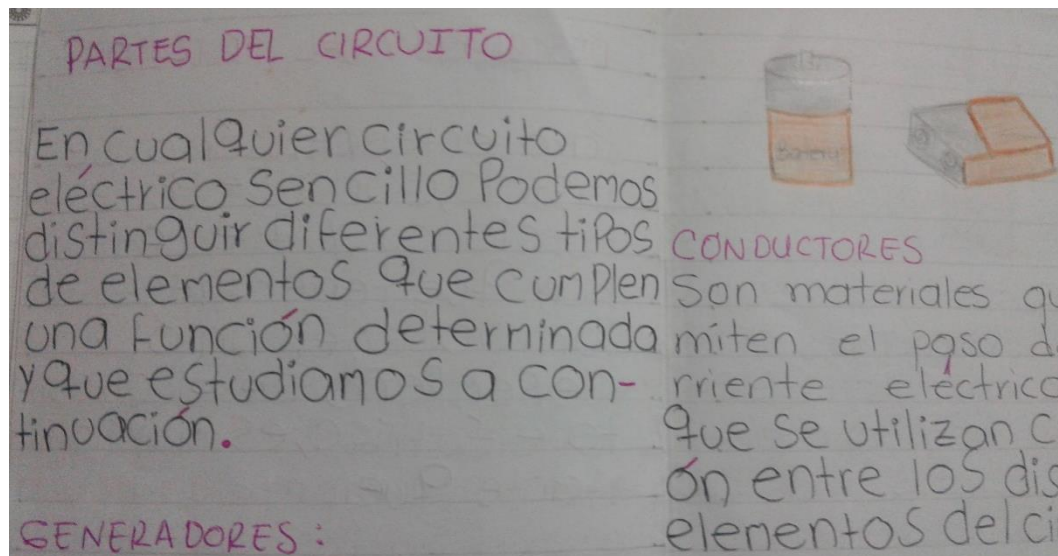 PARTES DEL CIRCUITO
En cualquier circuito
eléctrico Sencillo Podemos
distinguir diferentes tipos
de elementos que cumplen
una función determinada
y que estudiamos a con-
tinuación.
GENERADORES:
CONDUCTORES
Son materiales
miten el paso
rriente
que se utilizan
ón entre los
elementos del